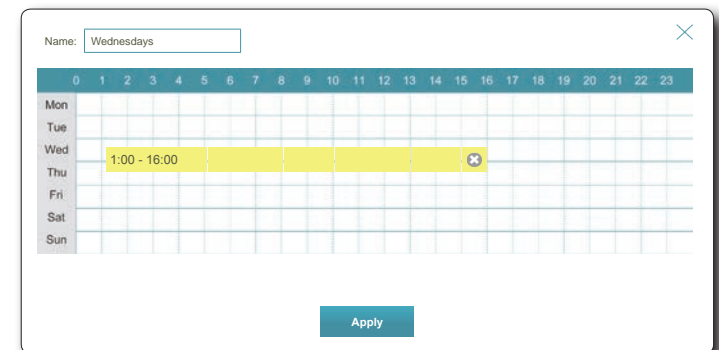 Name: Wednesdays
0 1 2 3 4 5 6 7 8 9 10 11 12 13 14 15 16 17 18 19 20 21 22 23
Mon
Tue
Wed
1:00 - 16:00
Thu
Fri
Sat
Sun
Apply